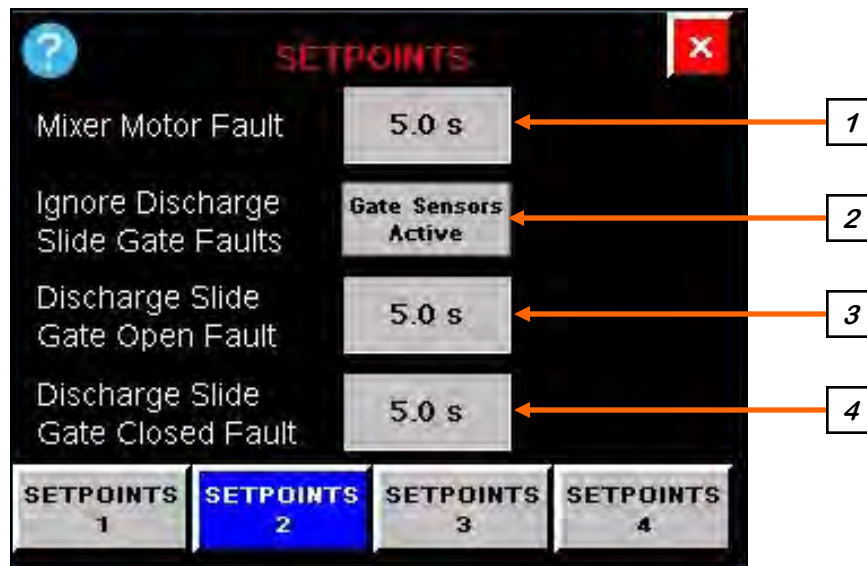 ?
SETPOINTS
×
Mixer Motor Fault
5.0 s
1
Ignore Discharge
Slide Gate Faults
Gate Sensors
Active
2
Discharge Slide
Gate Open Fault
5.0 s
3
Discharge Slide
Gate Closed Fault
5.0 s
4
SETPOINTS
1
SETPOINTS
2
SETPOINTS
3
SETPOINTS
4